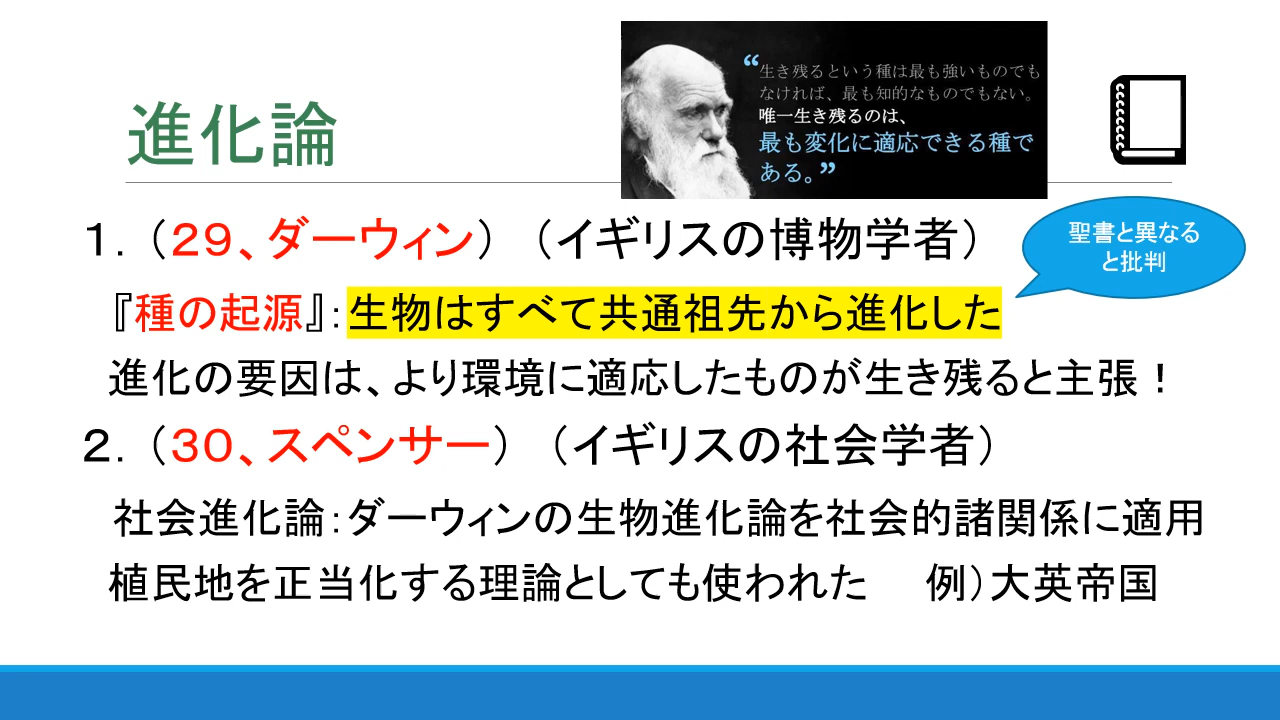 “生き残るという種は最も強いものでも
なければ、最も知的なものでもない。
唯一生き残るのは、
最も変化に適応できる種で
ある。”
進化論
１．（２９、ダーウィン）（イギリスの博物学者）
聖書と異なる
と批判
『種の起源』：生物はすべて共通祖先から進化した
進化の要因は、より環境に適応したものが生き残ると主張！
２．（３０、スペンサー）（イギリスの社会学者）
社会進化論：ダーウィンの生物進化論を社会的諸関係に適用
植民地を正当化する理論としても使われた　例）大英帝国